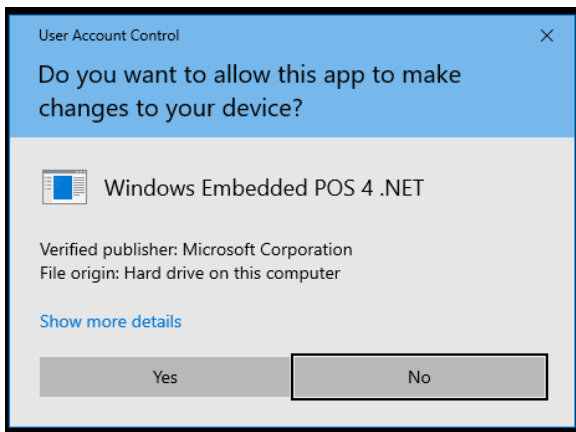 User Account Control
Do you want to allow this app to make
changes to your device?
Windows Embedded POS 4 .NET
Verified publisher: Microsoft Corporation
File origin: Hard drive on this computer
Show more details
Yes No